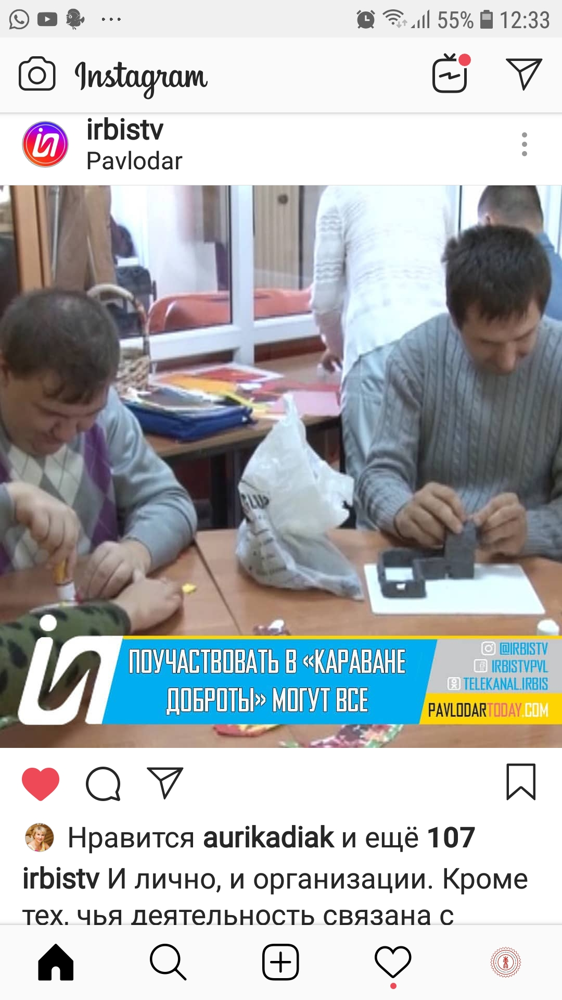 55% 12:33
Instagram
irbistv
Pavlodar
ПОУЧАСТВОВАТЬ В «КАРАВАНЕ
ДОБРОТЫ» МОГУТ ВСЕ
@IRBISTV
IRBISTVPVL
TELEKANAL.IRBIS
PAVLODARTODAY.COM
Нравится aurikadiak и ещё 107
irbistv И лично, и организации. Кроме
тех, чья деятельность связана с